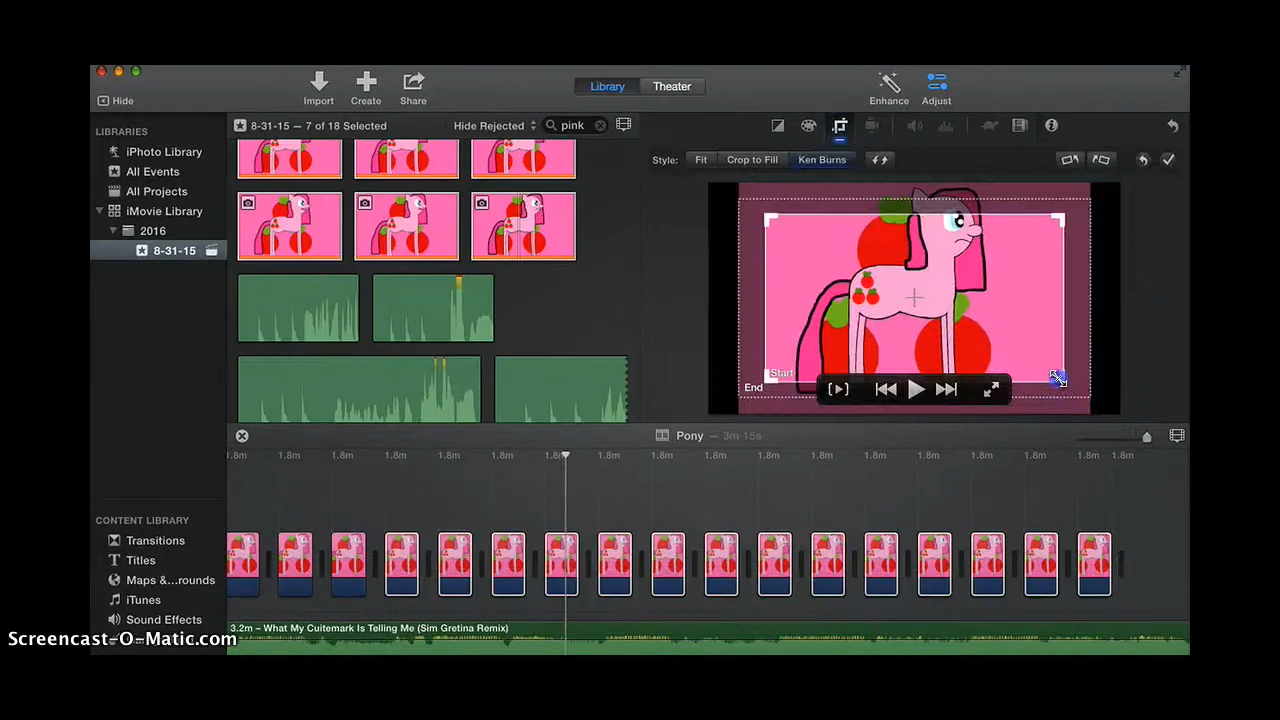 Hide
Import
Create
Share
Library
Theater
Enhance
Adjust
LIBRARIES
iPhoto Library
All Events
All Projects
iMovie Library
2016
8-31-15
8-31-15 — 7 of 18 Selected
Hide Rejected
pink
Style:
Fit
Crop to Fill
Ken Burns
Start
End
Pony — 3m 15s
1.8m 1.8m 1.8m 1.8m 1.8m 1.8m 1.8m 1.8m 1.8m 1.8m 1.8m 1.8m 1.8m 1.8m 1.8m 1.8m 1.8m 1.8m
CONTENT LIBRARY
Transitions
Titles
Maps &...rounds
iTunes
Sound Effects
3.2m – What My Cuitemark Is Telling Me (Sim Gretina Remix)
Screencast-O-Matic.com